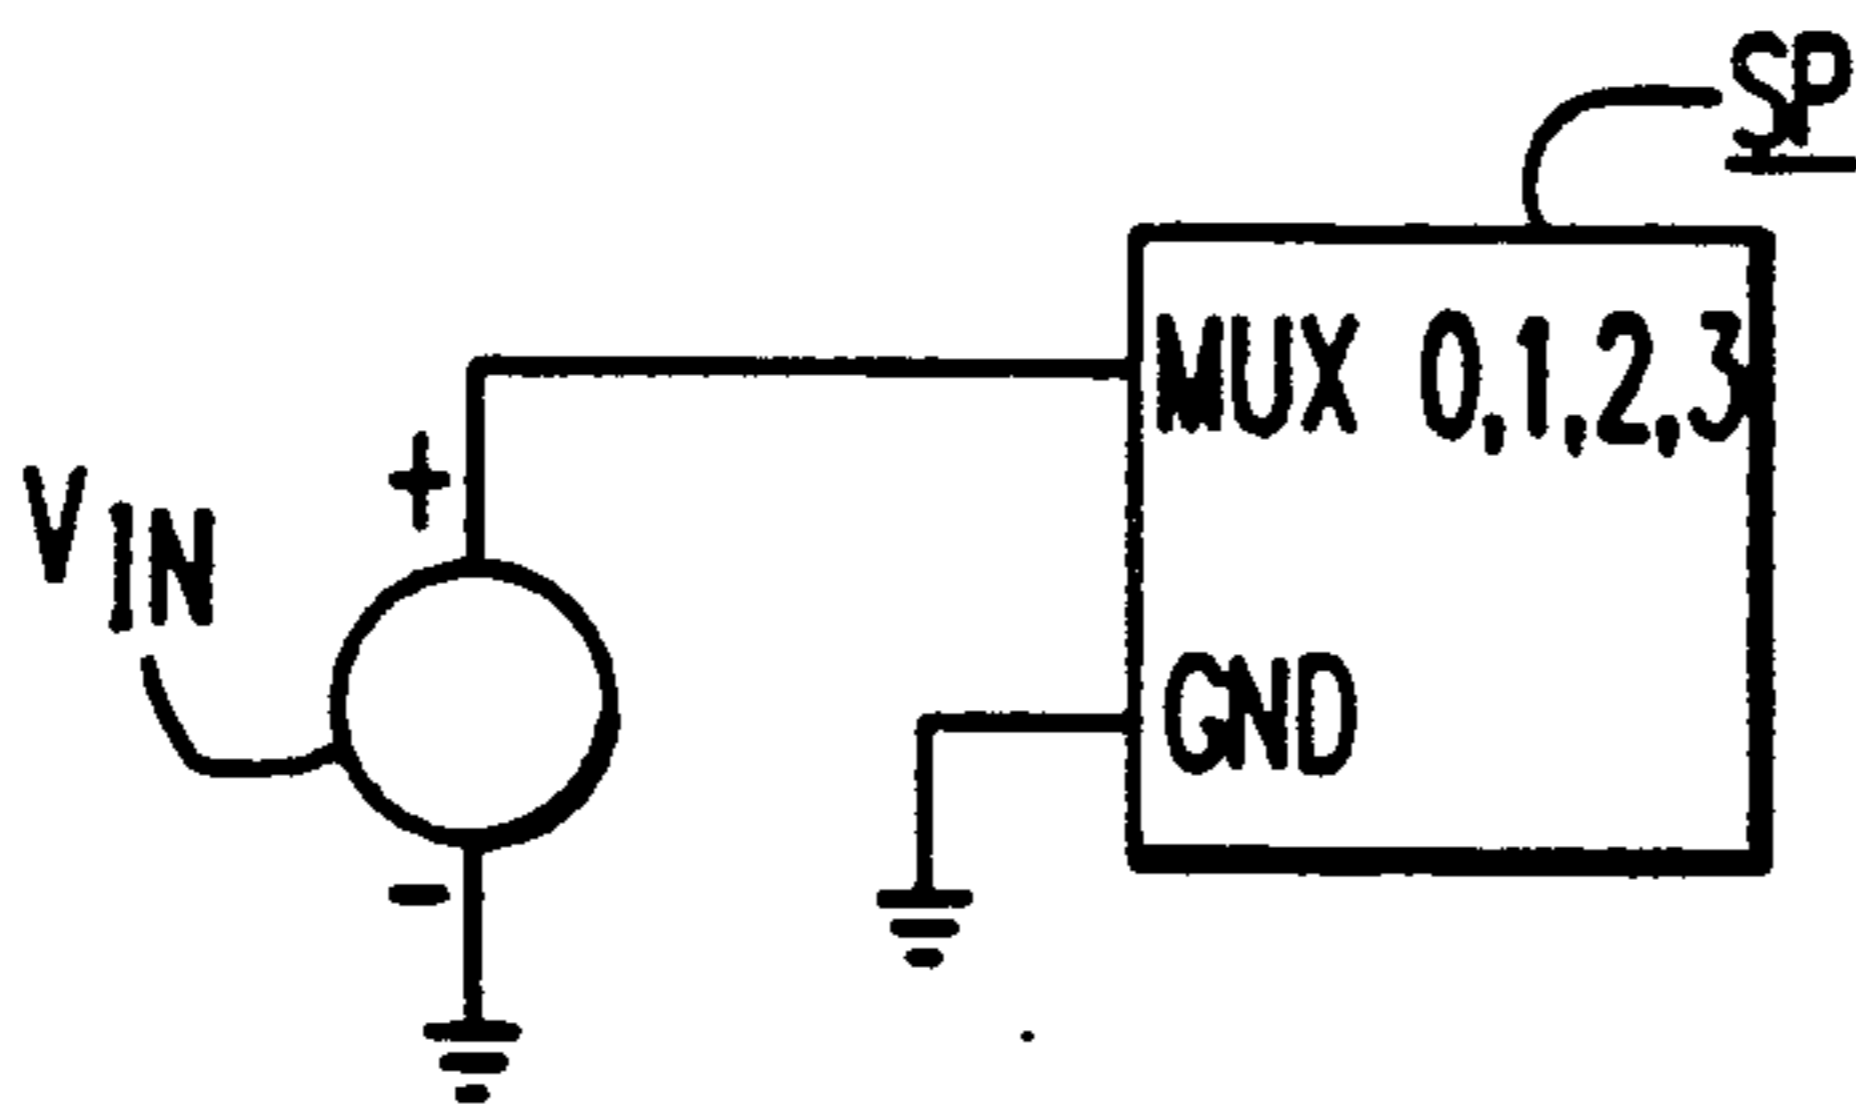 SP
MUX 0,1,2,3
+
VIN
GND
-